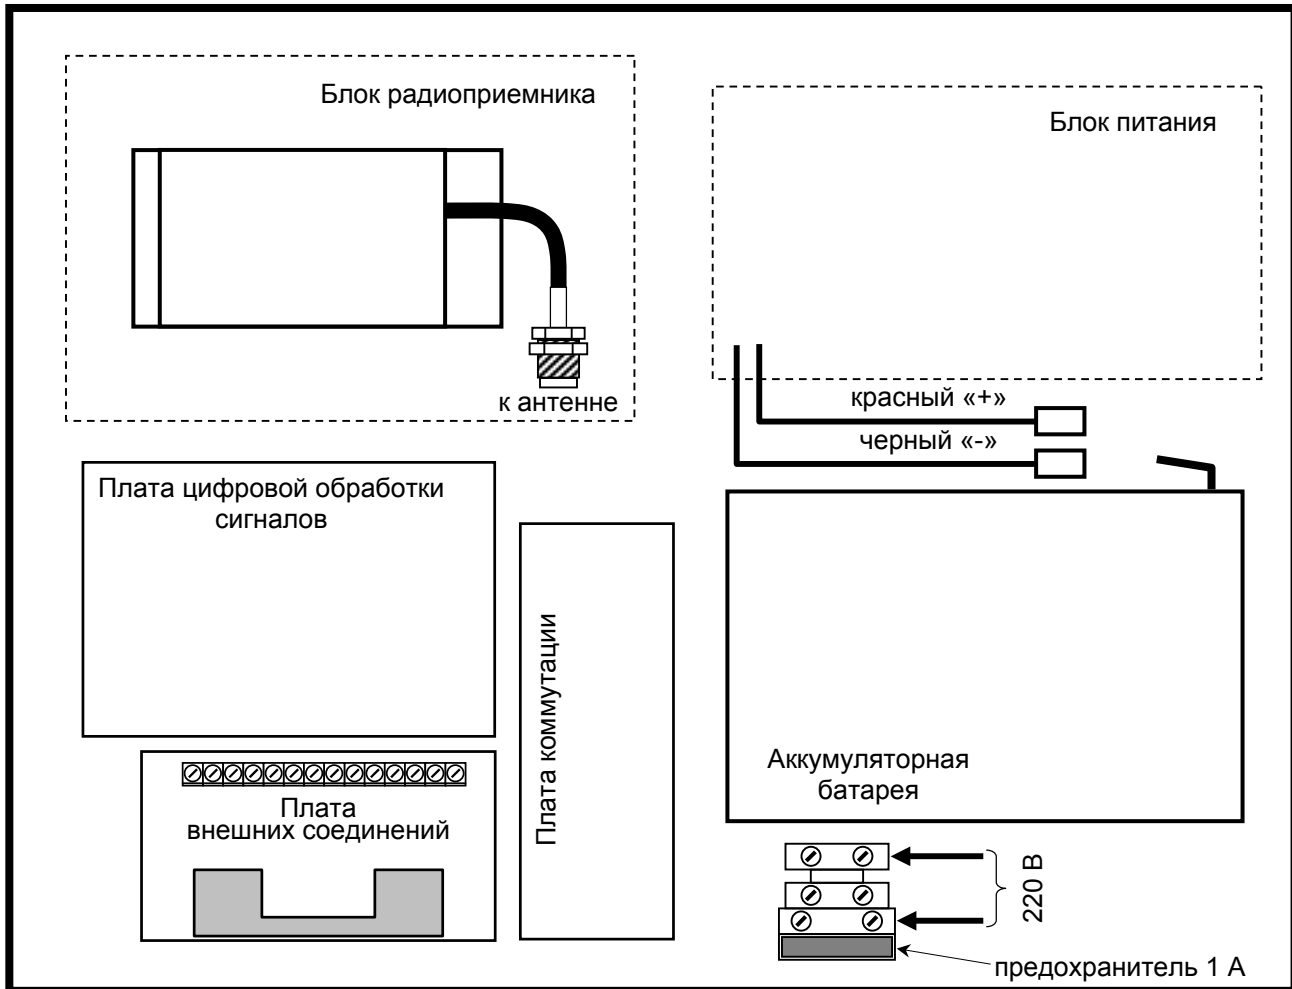 Блок радиоприемника
Блок питания
к антенне
красный «+»
черный «-»
Плата цифровой обработки
сигналов
Плата коммутации
Аккумуляторная
батарея
Плата
внешних соединений
220 В
предохранитель 1 А